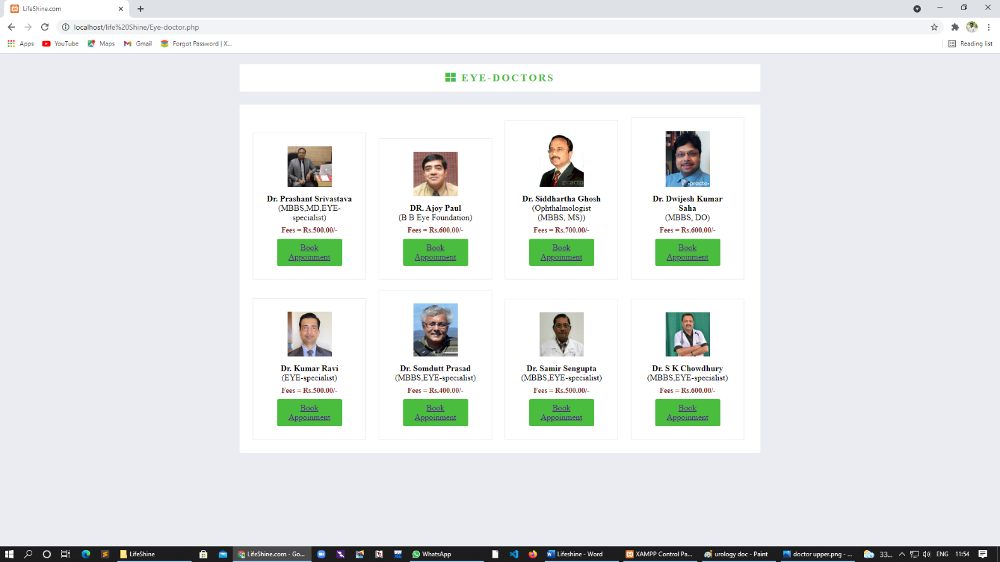 LifeShine.com
localhost/life%20Shine/Eye-doctor.php
Apps
YouTube
Maps
Gmail
Forgot Password | X...
Reading list
EYE-DOCTORS
:practo
•practo•
Dr. Prashant Srivastava
(MBBS,MD,EYE-
specialist)
Fees = Rs.500.00/-
Book
Appoinment
DR. Ajoy Paul
(B B Eye Foundation)
Fees = Rs.600.00/-
Book
Appoinment
Dr. Siddhartha Ghosh
(Ophthalmologist
(MBBS, MS))
Fees = Rs.700.00/-
Book
Appoinment
Dr. Dwijesh Kumar
Saha
(MBBS, DO)
Fees = Rs.600.00/-
Book
Appoinment
Dr. Kumar Ravi
(EYE-specialist)
Fees = Rs.500.00/-
Book
Appoinment
Dr. Somdutt Prasad
(MBBS,EYE-specialist)
Fees = Rs.400.00/-
Book
Appoinment
Dr. Samir Sengupta
(MBBS,EYE-specialist)
Fees = Rs.500.00/-
Book
Appoinment
Dr. S K Chowdhury
(MBBS,EYE-specialist)
Fees = Rs.600.00/-
Book
Appoinment
LifeShine
LifeShine.com - Go...
WhatsApp
Lifeshine - Word
XAMPP Control Pa...
urology doc - Paint
doctor upper.png - ...
33...
ENG
11:54